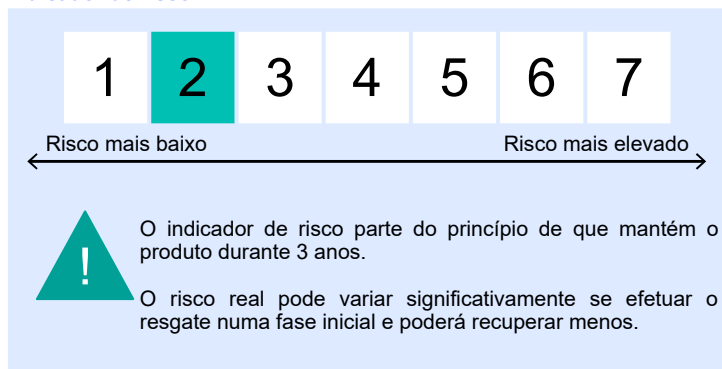 1 2 3 4 5 6 7
Risco mais baixo Risco mais elevado
!
O indicador de risco parte do princípio de que mantém o
produto durante 3 anos.
O risco real pode variar significativamente se efetuar o
resgate numa fase inicial e poderá recuperar menos.